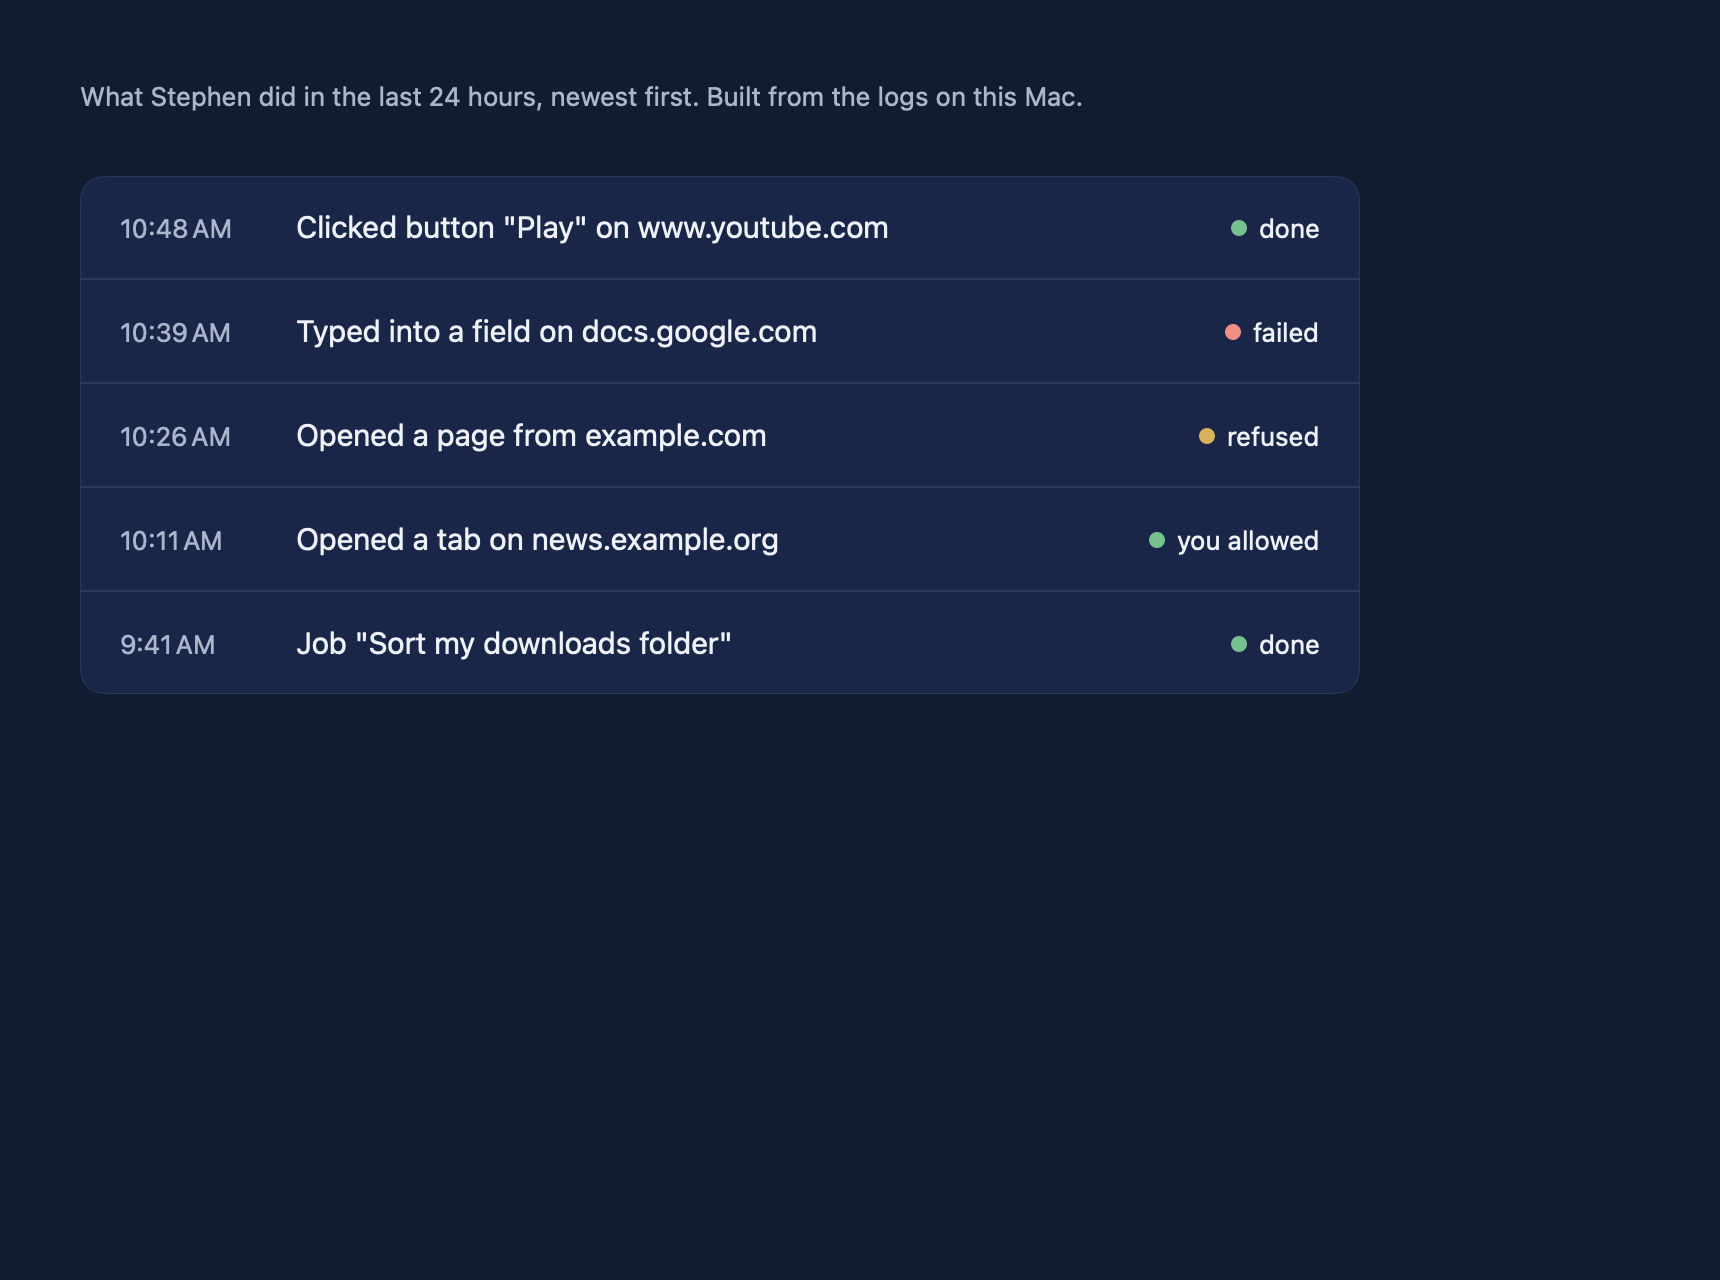 What Stephen did in the last 24 hours, newest first. Built from the logs on this Mac.
10:48 AM Clicked button "Play" on www.youtube.com done
10:39 AM Typed into a field on docs.google.com failed
10:26 AM Opened a page from example.com refused
10:11 AM Opened a tab on news.example.org you allowed
9:41 AM Job "Sort my downloads folder" done